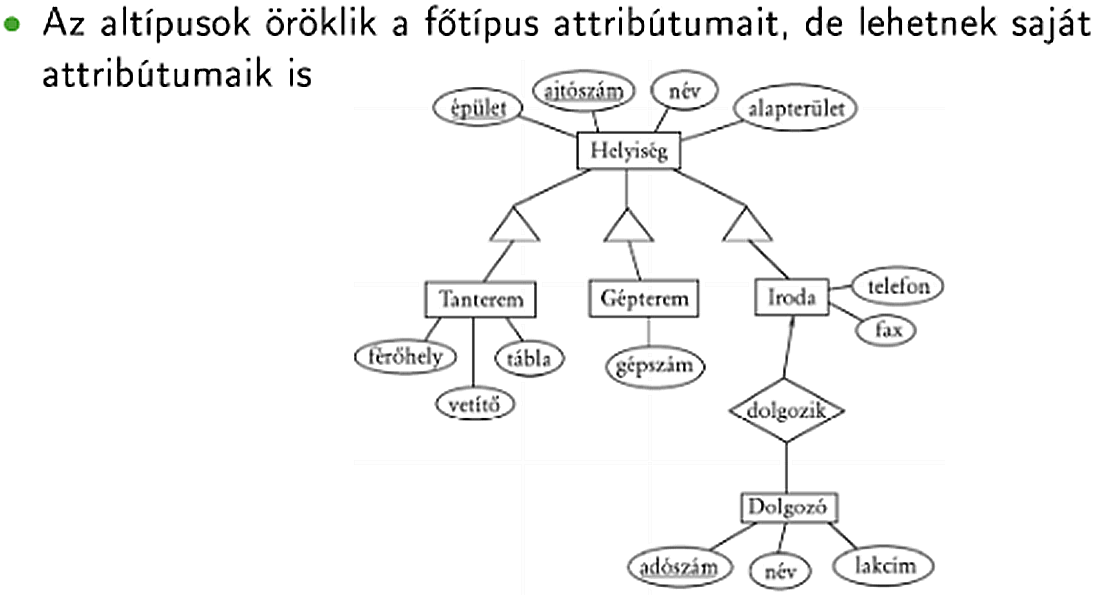 Az altípusok öröklik a főtípus attribútumait, de lehetnek saját
attribútumaik is
épület
ajtószám
név
alapterület
Helyiség
Tanterem
Gépterem
Iroda
telefon
fax
férőhely
tábla
gépszám
vetítő
dolgozik
Dolgozó
adószám
név
lakcím